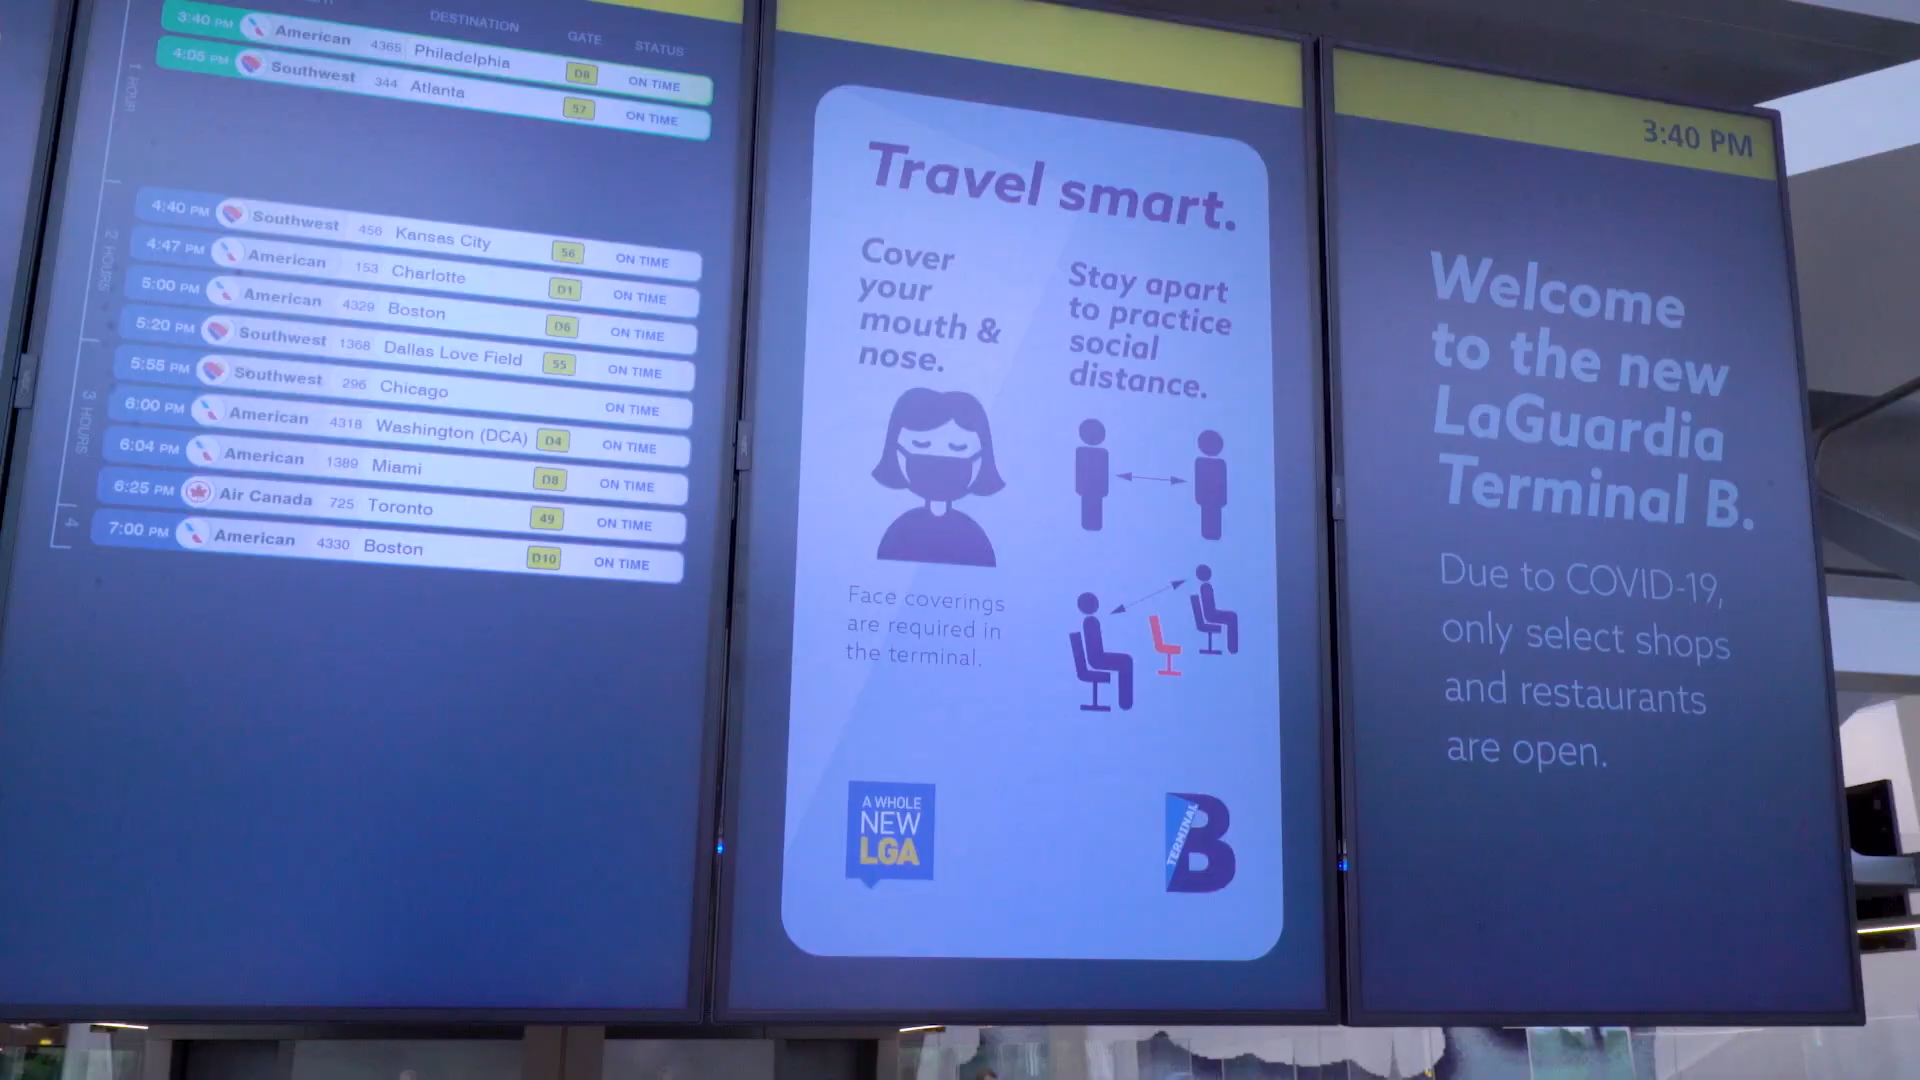 DESTINATION GATE STATUS
3:40 PM American 4365 Philadelphia D8 ON TIME
4:05 PM Southwest 344 Atlanta 57 ON TIME
1 HOUR
4:40 PM Southwest 456 Kansas City 56 ON TIME
4:47 PM American 153 Charlotte D1 ON TIME
5:00 PM American 4329 Boston D6 ON TIME
2 HOURS
5:20 PM Southwest 1368 Dallas Love Field 55 ON TIME
5:55 PM Southwest 296 Chicago ON TIME
6:00 PM American 4318 Washington (DCA) D4 ON TIME
3 HOURS
6:04 PM American 1389 Miami D8 ON TIME
6:25 PM Air Canada 725 Toronto 49 ON TIME
4
7:00 PM American 4330 Boston D10 ON TIME
Travel smart.
Cover
your
mouth &
nose.
Face coverings
are required in
the terminal.
Stay apart
to practice
social
distance.
A WHOLE
NEW
LGA
TERMINAL
B
3:40 PM
Welcome
to the new
LaGuardia
Terminal B.
Due to COVID-19,
only select shops
and restaurants
are open.